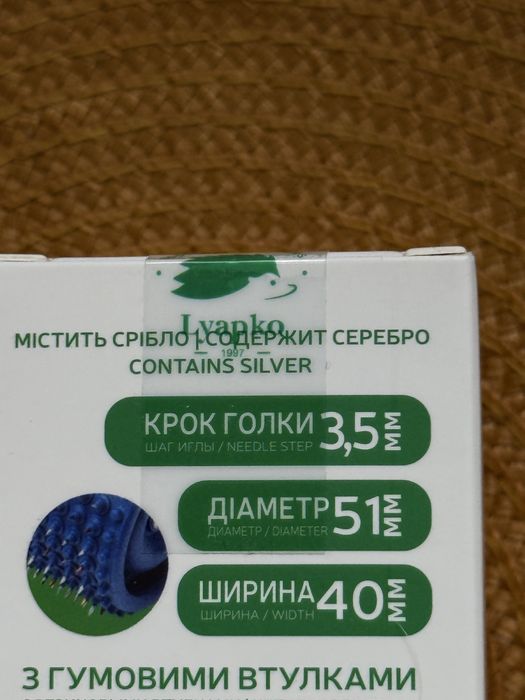 Lyapko
1997
МІСТИТЬ СРІБЛО | СОДЕРЖИТ СЕРЕБРО
CONTAINS SILVER
КРОК ГОЛКИ 3,5 ММ
ШАГ ИГЛЫ / NEEDLE STEP
ДІАМЕТР 51 ММ
ДИАМЕТР / DIAMETER
ШИРИНА 40 ММ
ШИРИНА / WIDTH
З ГУМОВИМИ ВТУЛКАМИ